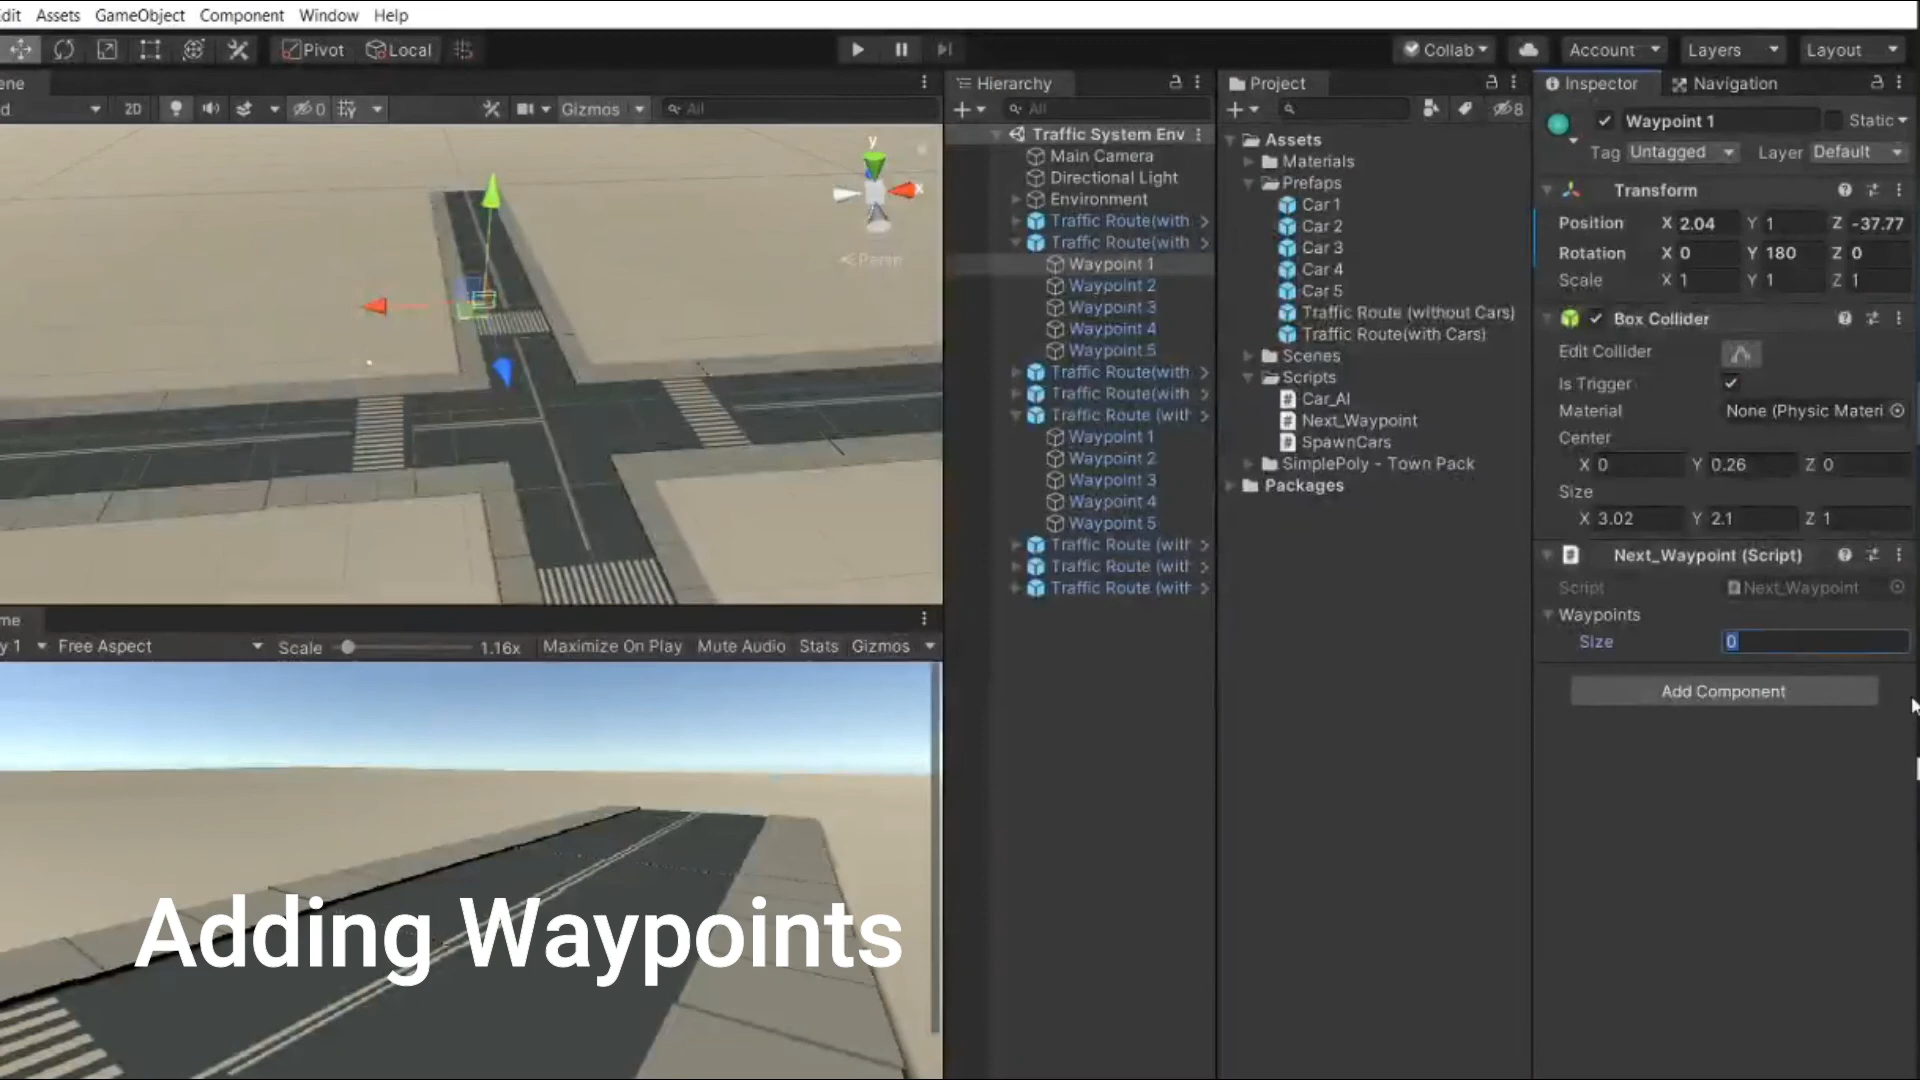 dit Assets GameObject Component Window Help
Pivot Local Collab Account Layers Layout
ene
d 2D 0 Gizmos All
y
x
Persp
me
y 1 Free Aspect Scale 1.16x Maximize On Play Mute Audio Stats Gizmos
Adding Waypoints
Hierarchy
All
Traffic System Env
Main Camera
Directional Light
Environment
Traffic Route(with
Traffic Route(with
Waypoint 1
Waypoint 2
Waypoint 3
Waypoint 4
Waypoint 5
Traffic Route(with
Traffic Route(with
Traffic Route (with
Waypoint 1
Waypoint 2
Waypoint 3
Waypoint 4
Waypoint 5
Traffic Route (with
Traffic Route (with
Traffic Route (with
Project
8
Assets
Materials
Prefaps
Car 1
Car 2
Car 3
Car 4
Car 5
Traffic Route (without Cars)
Traffic Route(with Cars)
Scenes
Scripts
Car_AI
Next_Waypoint
SpawnCars
SimplePoly - Town Pack
Packages
Inspector Navigation
Waypoint 1 Static
Tag Untagged Layer Default
Transform
Position X 2.04 Y 1 Z -37.77
Rotation X 0 Y 180 Z 0
Scale X 1 Y 1 Z 1
Box Collider
Edit Collider
Is Trigger
Material None (Physic Materi
Center
X 0 Y 0.26 Z 0
Size
X 3.02 Y 2.1 Z 1
Next_Waypoint (Script)
Script Next_Waypoint
Waypoints
Size 0
Add Component